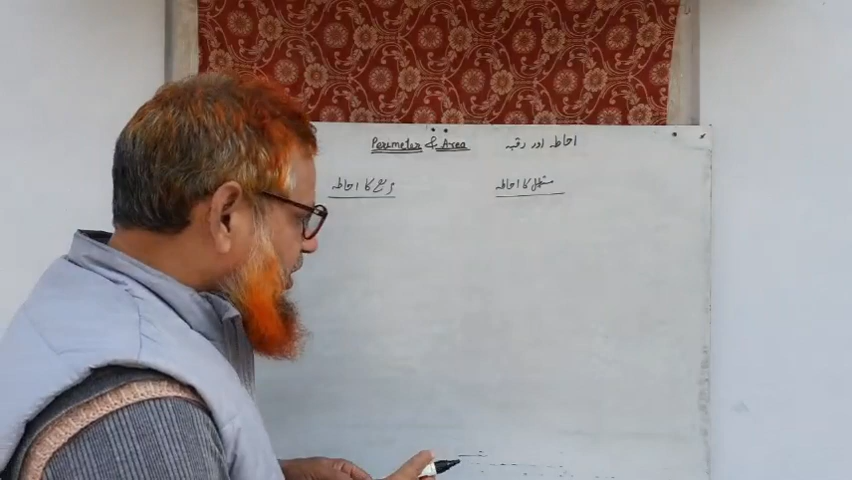 Perimeter & Area احاطہ اور رقبہ
مربع کا احاطہ
مستطیل کا احاطہ